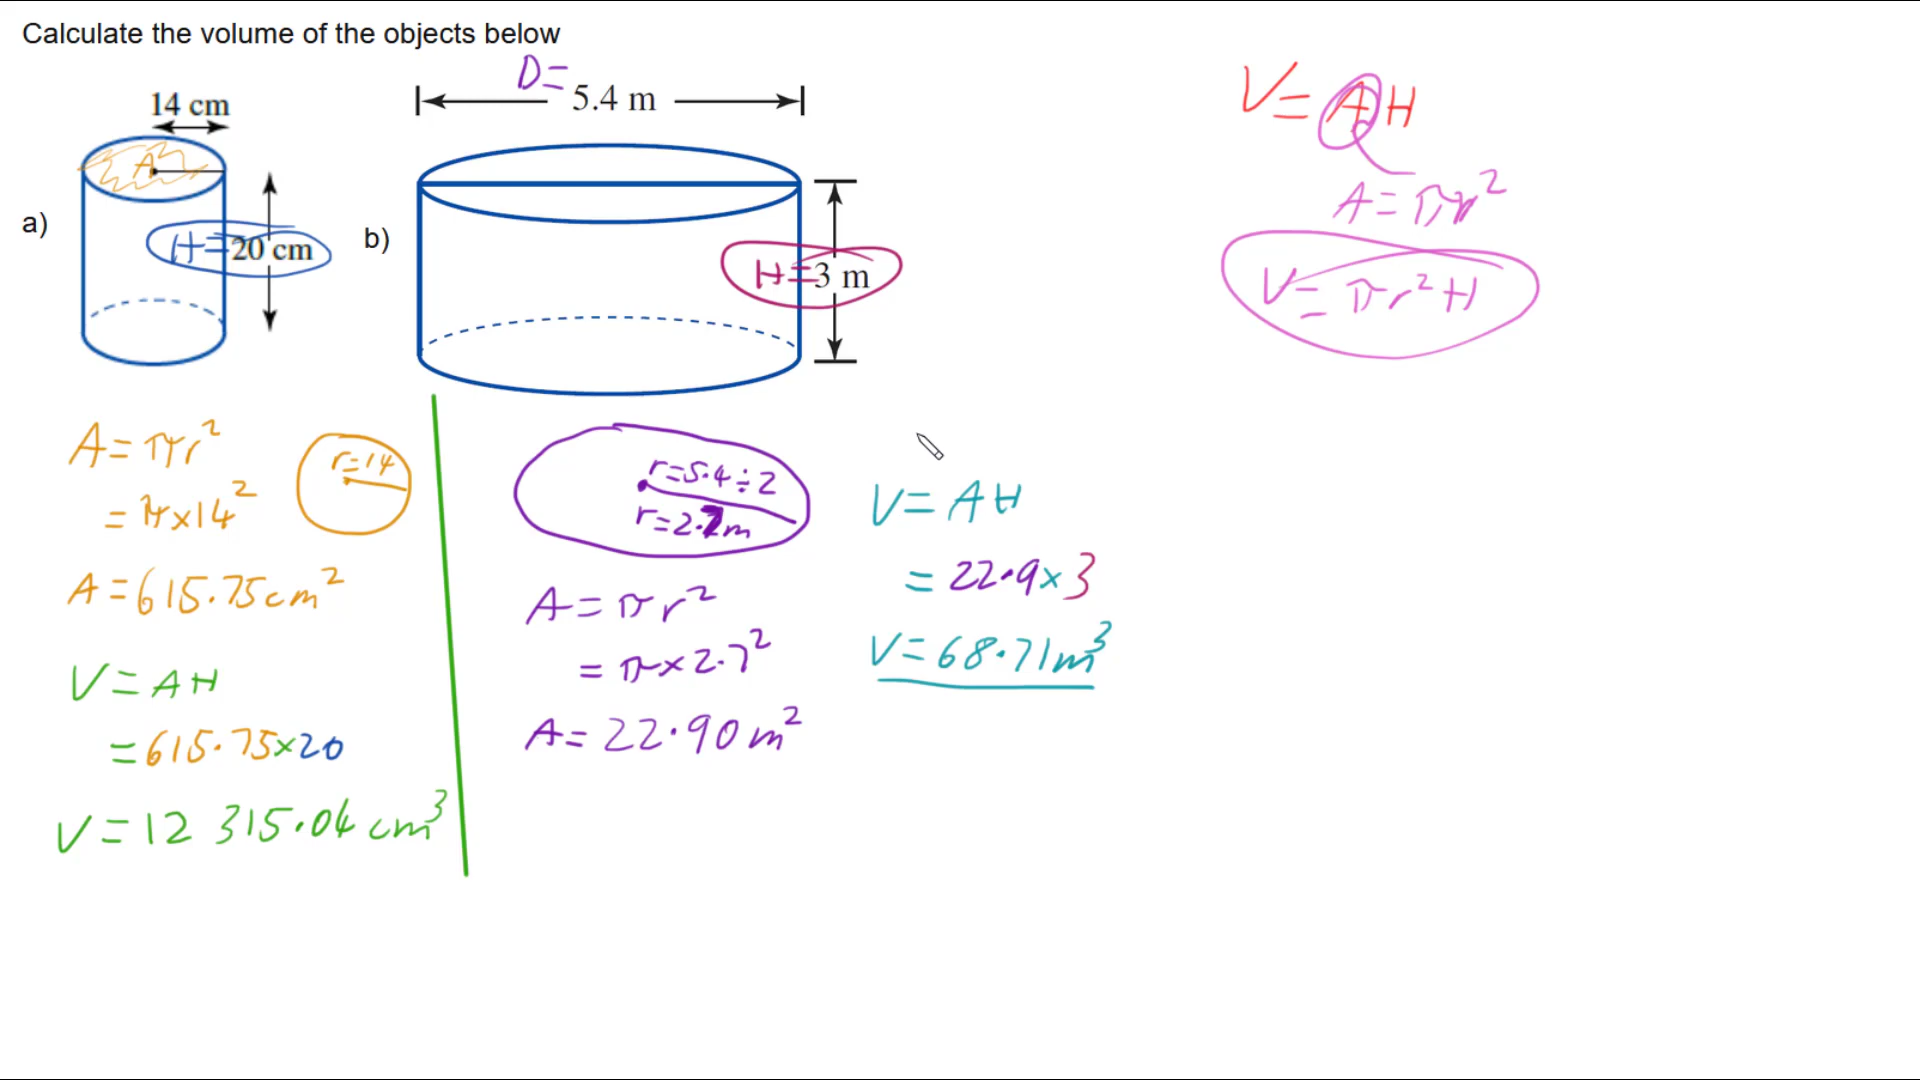 Calculate the volume of the objects below
D=
5.4 m
14 cm
A
a)
H=20 cm
b)
H=3 m
V=AH
A=πr²
V=πr²H
A=πr²
=π×14²
A=615.75cm²
r=14
V=AH
=615.75×20
V=12 315.04 cm³
r=5.4÷2
r=2.7m
A=πr²
=π×2.7²
A=22.90m²
V=AH
=22.9×3
V=68.71m³